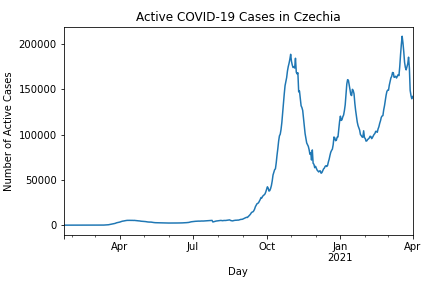 Active COVID-19 Cases in Czechia
Number of Active Cases
200000
150000
100000
50000
0
Apr
Jul
Oct
Jan
2021
Apr
Day